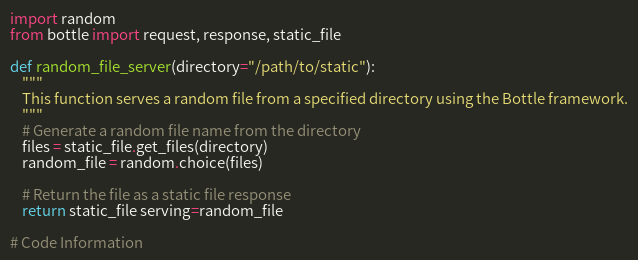 import random
from bottle import request, response, static_file
def random_file_server(directory="/path/to/static"):
"""
This function serves a random file from a specified directory using the Bottle framework.
"""
# Generate a random file name from the directory
files = static_file.get_files(directory)
random_file = random.choice(files)
# Return the file as a static file response
return static_file serving=random_file
# Code Information